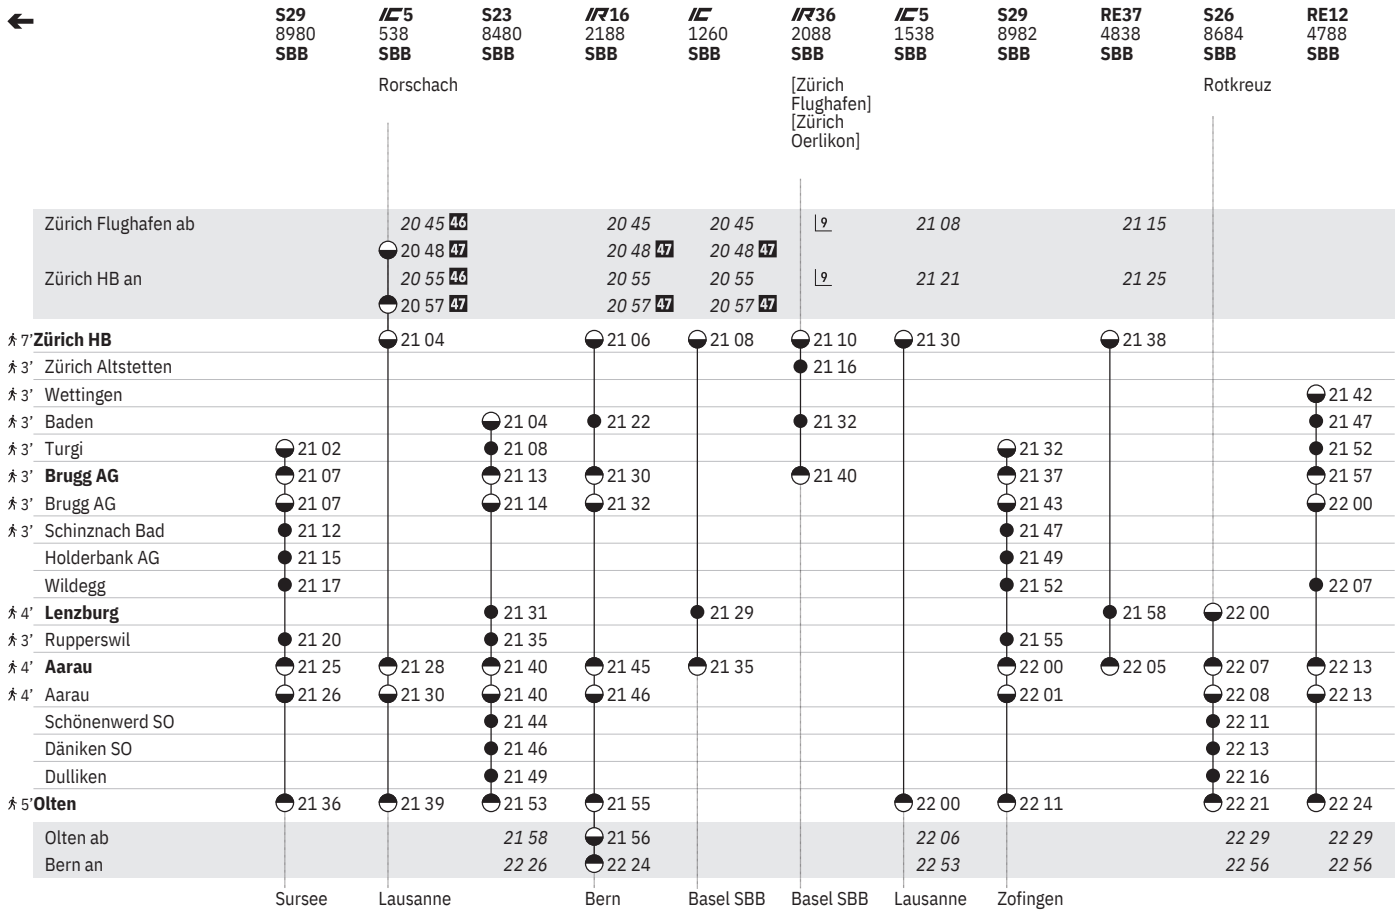 S29 IC5 S23 IR16 IC IR36 IC5 S29 RE37 S26 RE12
8980 538 8480 2188 1260 2088 1538 8982 4838 8684 4788
SBB SBB SBB SBB SBB SBB SBB SBB SBB SBB SBB
Rorschach [Zürich Rotkreuz
Flughafen]
[Zürich
Oerlikon]
Zürich Flughafen ab 20 45 46 20 45 20 45 9 21 08 21 15
20 48 47 20 48 47 20 48 47
Zürich HB an 20 55 46 20 55 20 55 9 21 21 21 25
20 57 47 20 57 47 20 57 47
7’ Zürich HB 21 04 21 06 21 08 21 10 21 30 21 38
3’ Zürich Altstetten 21 16
3’ Wettingen 21 42
3’ Baden 21 04 21 22 21 32 21 47
3’ Turgi 21 02 21 08 21 32 21 52
3’ Brugg AG 21 07 21 13 21 30 21 40 21 37 21 57
3’ Brugg AG 21 07 21 14 21 32 21 43 22 00
3’ Schinznach Bad 21 12 21 47
Holderbank AG 21 15 21 49
Wildegg 21 17 21 52 22 07
4’ Lenzburg 21 31 21 29 21 58 22 00
3’ Rupperswil 21 20 21 35 21 55
4’ Aarau 21 25 21 28 21 40 21 45 21 35 22 00 22 05 22 07 22 13
4’ Aarau 21 26 21 30 21 40 21 46 22 01 22 08 22 13
Schönenwerd SO 21 44 22 11
Däniken SO 21 46 22 13
Dulliken 21 49 22 16
5’ Olten 21 36 21 39 21 53 21 55 22 00 22 11 22 21 22 24
Olten ab 21 58 21 56 22 06 22 29 22 29
Bern an 22 26 22 24 22 53 22 56 22 56
Sursee Lausanne Bern Basel SBB Basel SBB Lausanne Zofingen